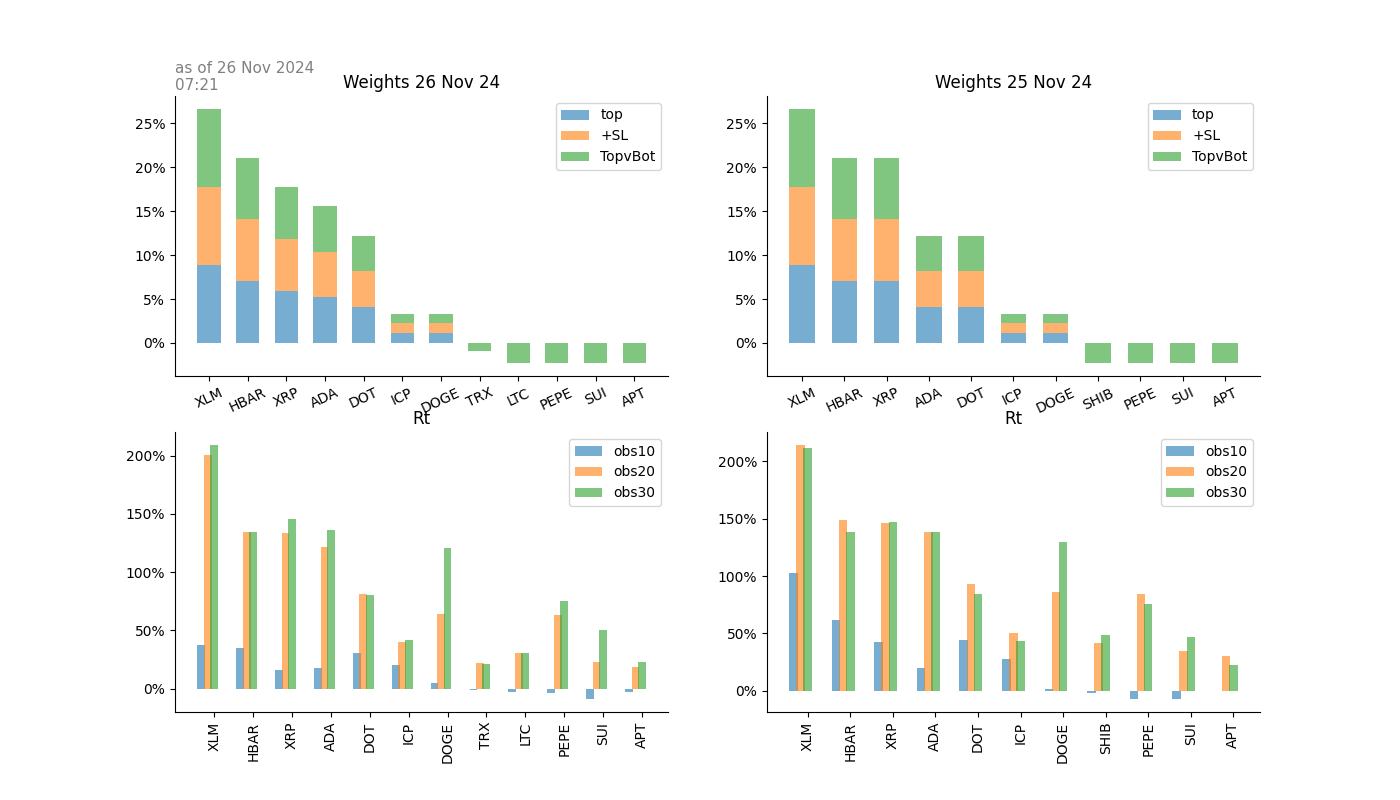 as of 26 Nov 2024
07:21
Weights 26 Nov 24
25%
20%
15%
10%
5%
0%
top
+SL
TopvBot
XLM HBAR XRP ADA DOT ICP DOGE TRX LTC PEPE SUI APT
Weights 25 Nov 24
25%
20%
15%
10%
5%
0%
top
+SL
TopvBot
XLM HBAR XRP ADA DOT ICP DOGE SHIB PEPE SUI APT
Rt
200%
150%
100%
50%
0%
obs10
obs20
obs30
XLM HBAR XRP ADA DOT ICP DOGE TRX LTC PEPE SUI APT
Rt
200%
150%
100%
50%
0%
obs10
obs20
obs30
XLM HBAR XRP ADA DOT ICP DOGE SHIB PEPE SUI APT